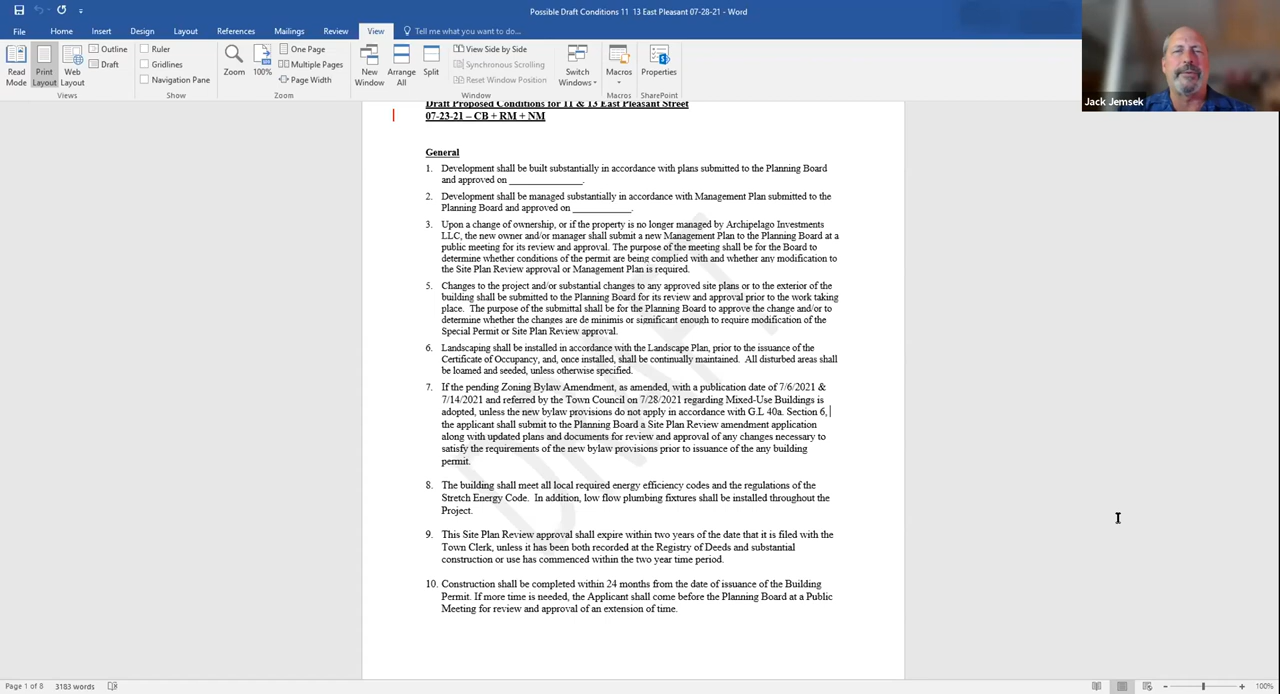 Possible Draft Conditions 11 13 East Pleasant 07-28-21 - Word
File Home Insert Design Layout References Mailings Review View Tell me what you want to do...
Read Mode
Print Layout
Web Layout
Outline
Draft
Views
Ruler
Gridlines
Navigation Pane
Show
Zoom
100%
One Page
Multiple Pages
Page Width
Zoom
New Window
Arrange All
Split
View Side by Side
Synchronous Scrolling
Reset Window Position
Window
Switch Windows
Macros
Macros
Properties
SharePoint
Jack Jemsek
Draft Proposed Conditions for 11 & 13 East Pleasant Street
07-23-21 – CB + RM + NM
General
1. Development shall be built substantially in accordance with plans submitted to the Planning Board
and approved on _______________.
2. Development shall be managed substantially in accordance with Management Plan submitted to the
Planning Board and approved on ____________.
3. Upon a change of ownership, or if the property is no longer managed by Archipelago Investments
LLC, the new owner and/or manager shall submit a new Management Plan to the Planning Board at a
public meeting for its review and approval. The purpose of the meeting shall be for the Board to
determine whether conditions of the permit are being complied with and whether any modification to
the Site Plan Review approval or Management Plan is required.
5. Changes to the project and/or substantial changes to any approved site plans or to the exterior of the
building shall be submitted to the Planning Board for its review and approval prior to the work taking
place. The purpose of the submittal shall be for the Planning Board to approve the change and/or to
determine whether the changes are de minimis or significant enough to require modification of the
Special Permit or Site Plan Review approval.
6. Landscaping shall be installed in accordance with the Landscape Plan, prior to the issuance of the
Certificate of Occupancy, and, once installed, shall be continually maintained. All disturbed areas shall
be loamed and seeded, unless otherwise specified.
7. If the pending Zoning Bylaw Amendment, as amended, with a publication date of 7/6/2021 &
7/14/2021 and referred by the Town Council on 7/28/2021 regarding Mixed-Use Buildings is
adopted, unless the new bylaw provisions do not apply in accordance with G.L 40a. Section 6,
the applicant shall submit to the Planning Board a Site Plan Review amendment application
along with updated plans and documents for review and approval of any changes necessary to
satisfy the requirements of the new bylaw provisions prior to issuance of the any building
permit.
8. The building shall meet all local required energy efficiency codes and the regulations of the
Stretch Energy Code. In addition, low flow plumbing fixtures shall be installed throughout the
Project.
9. This Site Plan Review approval shall expire within two years of the date that it is filed with the
Town Clerk, unless it has been both recorded at the Registry of Deeds and substantial
construction or use has commenced within the two year time period.
10. Construction shall be completed within 24 months from the date of issuance of the Building
Permit. If more time is needed, the Applicant shall come before the Planning Board at a Public
Meeting for review and approval of an extension of time.
DRAFT
Page 1 of 8 3183 words
100%